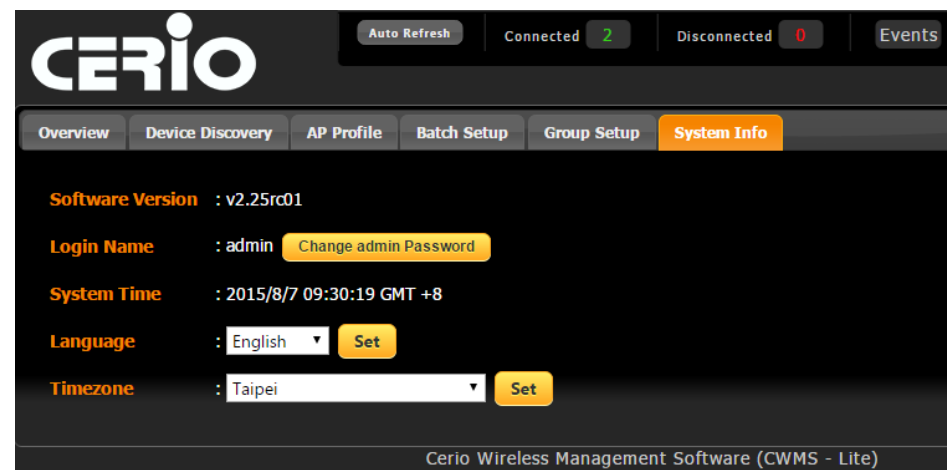 CERIO
Auto Refresh Connected 2 Disconnected 0 Events
Overview Device Discovery AP Profile Batch Setup Group Setup System Info
Software Version : v2.25rc01
Login Name : admin Change admin Password
System Time : 2015/8/7 09:30:19 GMT +8
Language : English Set
Timezone : Taipei Set
Cerio Wireless Management Software (CWMS - Lite)